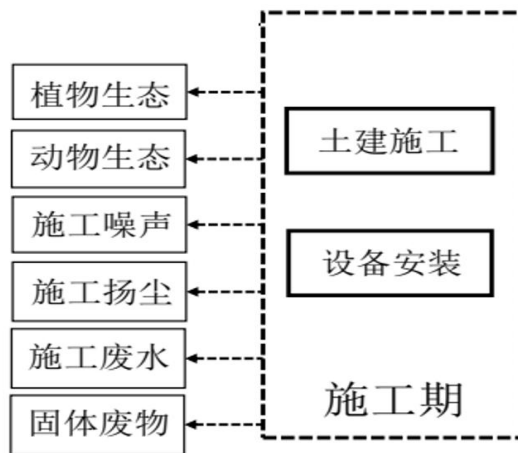 植物生态
动物生态
施工噪声
施工扬尘
施工废水
固体废物
土建施工
设备安装
施工期